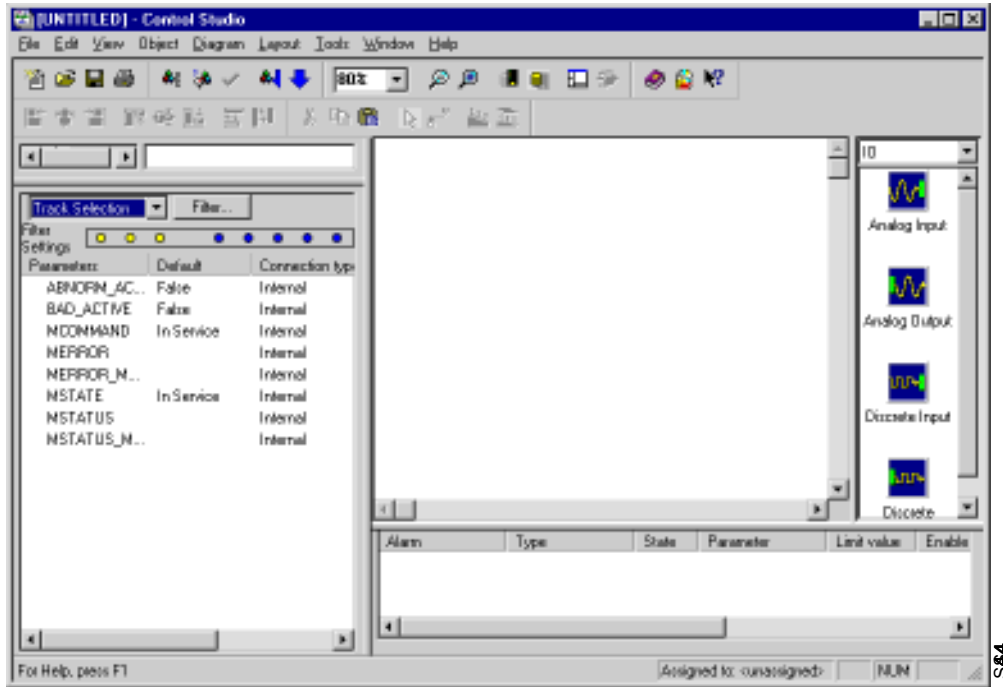 [UNTITLED] - Control Studio
File Edit View Object Diagram Layout Tools Window Help
80%
IO
Track Selection Filter...
Filter Settings
Parameters Default Connection type
ABNORM_AC... False Internal
BAD_ACTIVE False Internal
MCOMMAND In Service Internal
MERROR Internal
MERROR_M... Internal
MSTATE In Service Internal
MSTATUS Internal
MSTATUS_M... Internal
Analog Input
Analog Output
Discrete Input
Discrete
Alarm Type State Parameter Limit value Enable
For Help, press F1
Assigned to: <unassigned> NUM